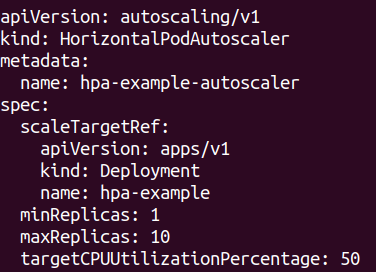 apiVersion: autoscaling/v1
kind: HorizontalPodAutoscaler
metadata:
  name: hpa-example-autoscaler
spec:
  scaleTargetRef:
    apiVersion: apps/v1
    kind: Deployment
    name: hpa-example
  minReplicas: 1
  maxReplicas: 10
  targetCPUUtilizationPercentage: 50